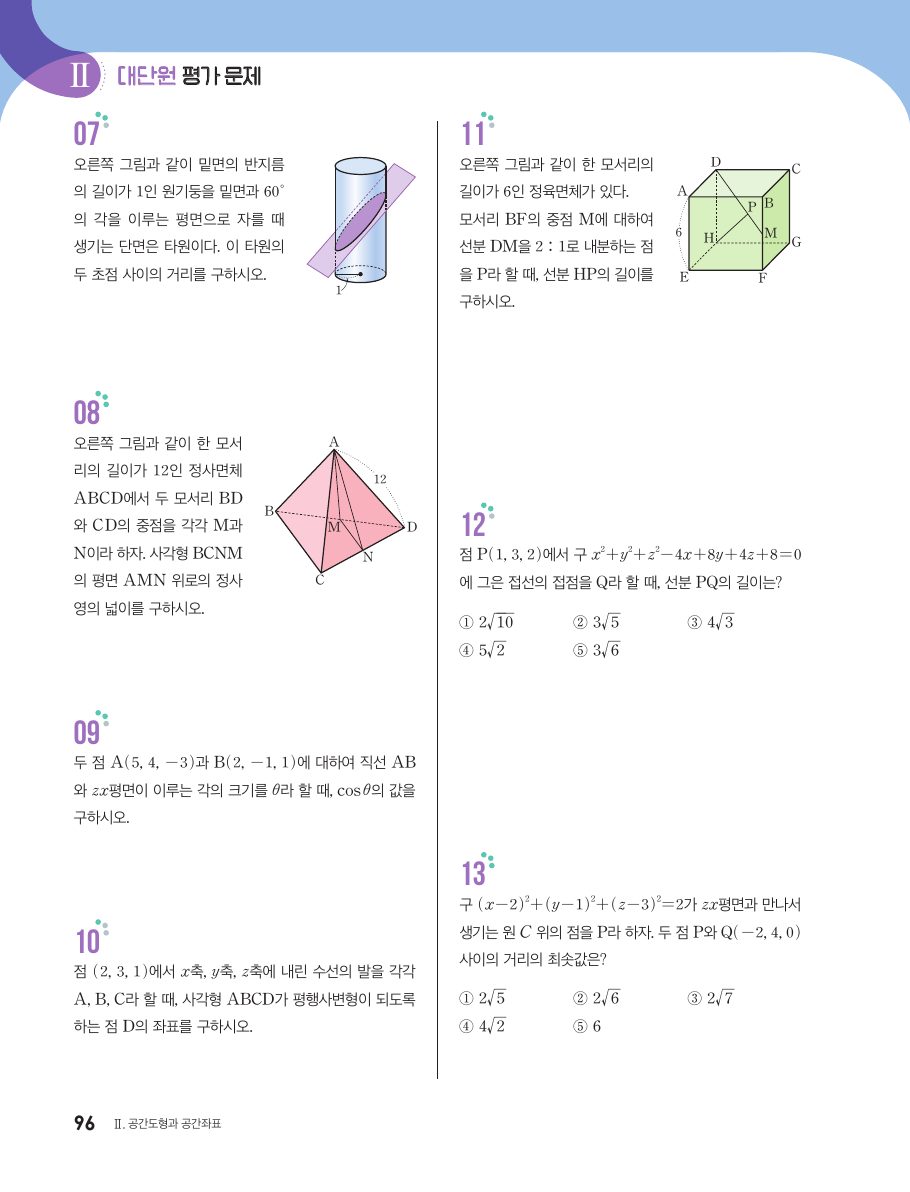 Ⅱ 대단원 평가 문제
07
오른쪽 그림과 같이 밑면의 반지름
의 길이가 1인 원기둥을 밑면과 60°
의 각을 이루는 평면으로 자를 때
생기는 단면은 타원이다. 이 타원의
두 초점 사이의 거리를 구하시오.
1
08
오른쪽 그림과 같이 한 모서
리의 길이가 12인 정사면체
ABCD에서 두 모서리 BD
와 CD의 중점을 각각 M과
N이라 하자. 사각형 BCNM
의 평면 AMN 위로의 정사
영의 넓이를 구하시오.
A
12
B
M
D
N
C
09
두 점 A(5, 4, -3)과 B(2, -1, 1)에 대하여 직선 AB
와 zx평면이 이루는 각의 크기를 θ라 할 때, cosθ의 값을
구하시오.
10
점 (2, 3, 1)에서 x축, y축, z축에 내린 수선의 발을 각각
A, B, C라 할 때, 사각형 ABCD가 평행사변형이 되도록
하는 점 D의 좌표를 구하시오.
11
오른쪽 그림과 같이 한 모서리의
길이가 6인 정육면체가 있다.
모서리 BF의 중점 M에 대하여
선분 DM을 2：1로 내분하는 점
을 P라 할 때, 선분 HP의 길이를
구하시오.
D
C
A
P
B
6
H
M
G
E
F
12
점 P(1, 3, 2)에서 구 x²+y²+z²-4x+8y+4z+8=0
에 그은 접선의 접점을 Q라 할 때, 선분 PQ의 길이는?
① 2√10 ② 3√5 ③ 4√3
④ 5√2 ⑤ 3√6
13
구 (x-2)²+(y-1)²+(z-3)²=2가 zx평면과 만나서
생기는 원 C 위의 점을 P라 하자. 두 점 P와 Q(-2, 4, 0)
사이의 거리의 최솟값은?
① 2√5 ② 2√6 ③ 2√7
④ 4√2 ⑤ 6
96 Ⅱ. 공간도형과 공간좌표